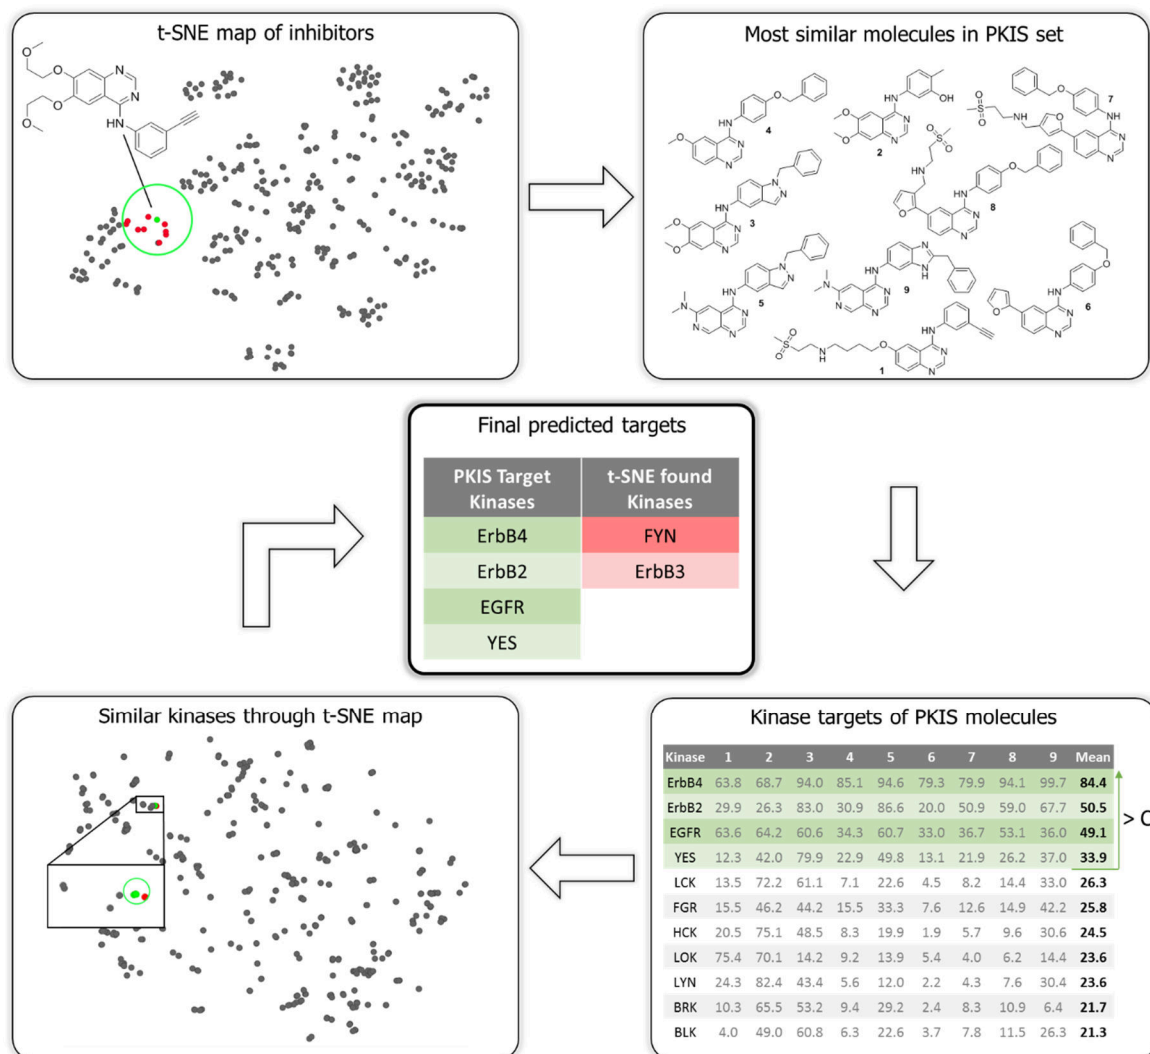 t-SNE map of inhibitors
O
O
O
O
N
N
HN
Most similar molecules in PKIS set
4
2
7
3
8
5
9
6
1
Final predicted targets
PKIS Target Kinases	t-SNE found Kinases
ErbB4	FYN
ErbB2	ErbB3
EGFR
YES
Similar kinases through t-SNE map
Kinase targets of PKIS molecules
Kinase 1 2 3 4 5 6 7 8 9 Mean
ErbB4 63.8 68.7 94.0 85.1 94.6 79.3 79.9 94.1 99.7 84.4
ErbB2 29.9 26.3 83.0 30.9 86.6 20.0 50.9 59.0 67.7 50.5
EGFR 63.6 64.2 60.6 34.3 60.7 33.0 36.7 53.1 36.0 49.1
YES 12.3 42.0 79.9 22.9 49.8 13.1 21.9 26.2 37.0 33.9
> C
LCK 13.5 72.2 61.1 7.1 22.6 4.5 8.2 14.4 33.0 26.3
FGR 15.5 46.2 44.2 15.5 33.3 7.6 12.6 14.9 42.2 25.8
HCK 20.5 75.1 48.5 8.3 19.9 1.9 5.7 9.6 30.6 24.5
LOK 75.4 70.1 14.2 9.2 13.9 5.4 4.0 6.2 14.4 23.6
LYN 24.3 82.4 43.4 5.6 12.0 2.2 4.3 7.6 30.4 23.6
BRK 10.3 65.5 53.2 9.4 29.2 2.4 8.3 10.9 6.4 21.7
BLK 4.0 49.0 60.8 6.3 22.6 3.7 7.8 11.5 26.3 21.3